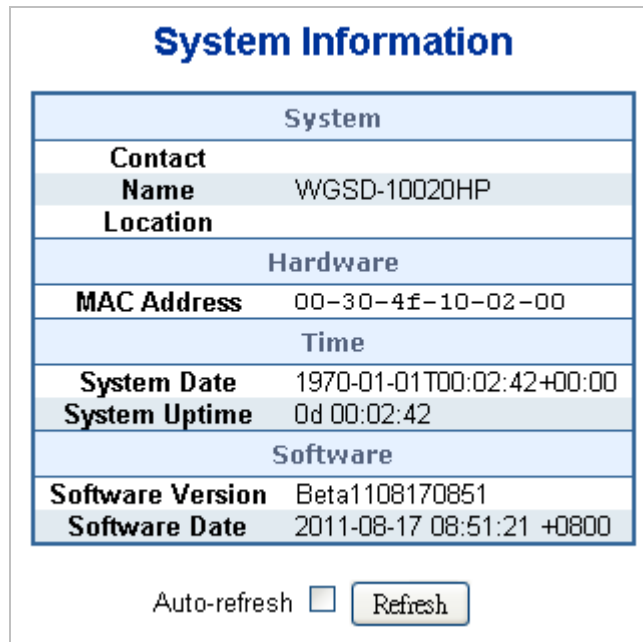 System Information
System
Contact
Name WGSD-10020HP
Location
Hardware
MAC Address 00-30-4f-10-02-00
Time
System Date 1970-01-01T00:02:42+00:00
System Uptime 0d 00:02:42
Software
Software Version Beta1108170851
Software Date 2011-08-17 08:51:21 +0800
Auto-refresh Refresh